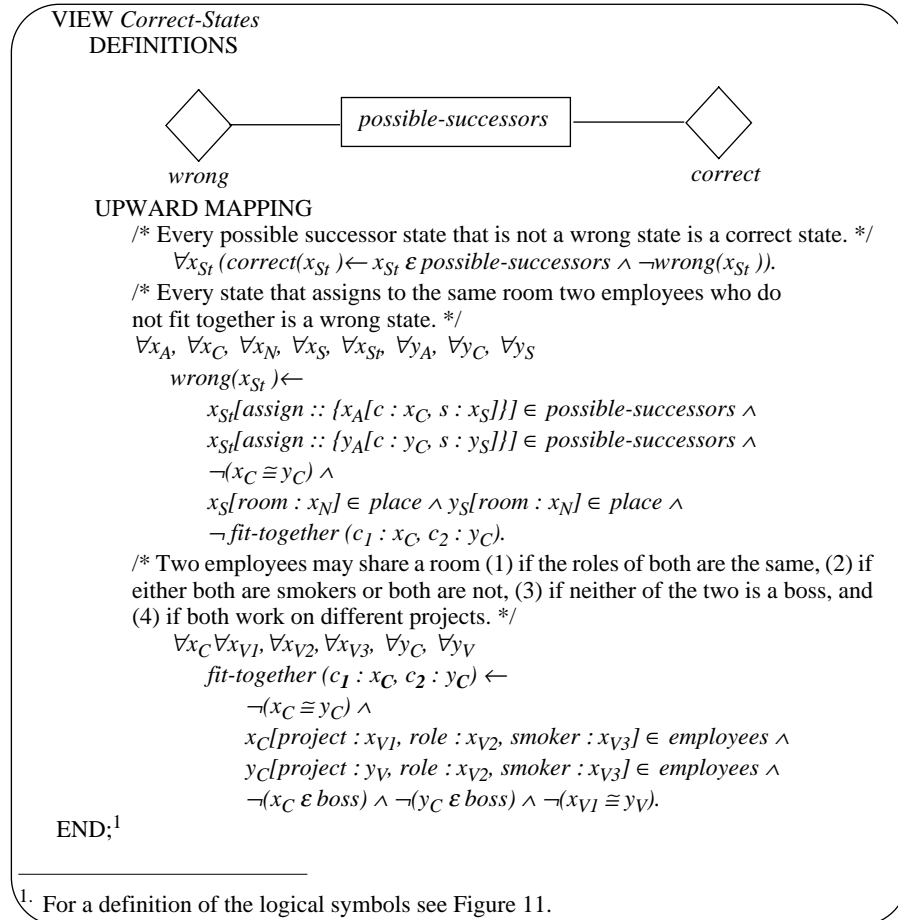 VIEW Correct-States
DEFINITIONS
possible-successors
wrong correct
UPWARD MAPPING
/* Every possible successor state that is not a wrong state is a correct state. */
∀x_St (correct(x_St )← x_St ε possible-successors ∧ ¬wrong(x_St )).
/* Every state that assigns to the same room two employees who do
not fit together is a wrong state. */
∀x_A, ∀x_C, ∀x_N, ∀x_S, ∀x_St, ∀y_A, ∀y_C, ∀y_S
wrong(x_St )←
x_St[assign :: {x_A[c : x_C, s : x_S]}] ∈ possible-successors ∧
x_St[assign :: {y_A[c : y_C, s : y_S]}] ∈ possible-successors ∧
¬(x_C ≅ y_C) ∧
x_S[room : x_N] ∈ place ∧ y_S[room : x_N] ∈ place ∧
¬ fit-together (c_1 : x_C, c_2 : y_C).
/* Two employees may share a room (1) if the roles of both are the same, (2) if
either both are smokers or both are not, (3) if neither of the two is a boss, and
(4) if both work on different projects. */
∀x_C ∀x_V1, ∀x_V2, ∀x_V3, ∀y_C, ∀y_V
fit-together (c_1 : x_C, c_2 : y_C) ←
¬(x_C ≅ y_C) ∧
x_C[project : x_V1, role : x_V2, smoker : x_V3] ∈ employees ∧
y_C[project : y_V, role : x_V2, smoker : x_V3] ∈ employees ∧
¬(x_C ε boss) ∧ ¬(y_C ε boss) ∧ ¬(x_V1 ≅ y_V).
END;1
1. For a definition of the logical symbols see Figure 11.